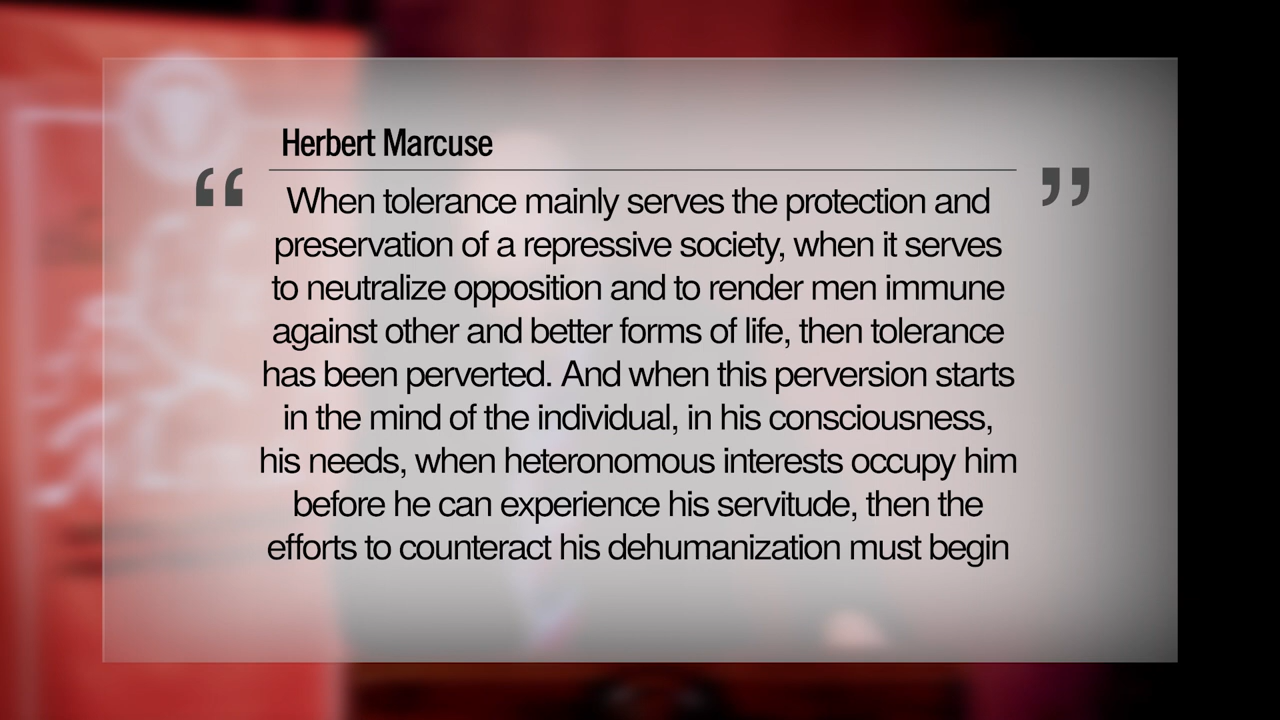 Herbert Marcuse
“ When tolerance mainly serves the protection and ”
preservation of a repressive society, when it serves
to neutralize opposition and to render men immune
against other and better forms of life, then tolerance
has been perverted. And when this perversion starts
in the mind of the individual, in his consciousness,
his needs, when heteronomous interests occupy him
before he can experience his servitude, then the
efforts to counteract his dehumanization must begin